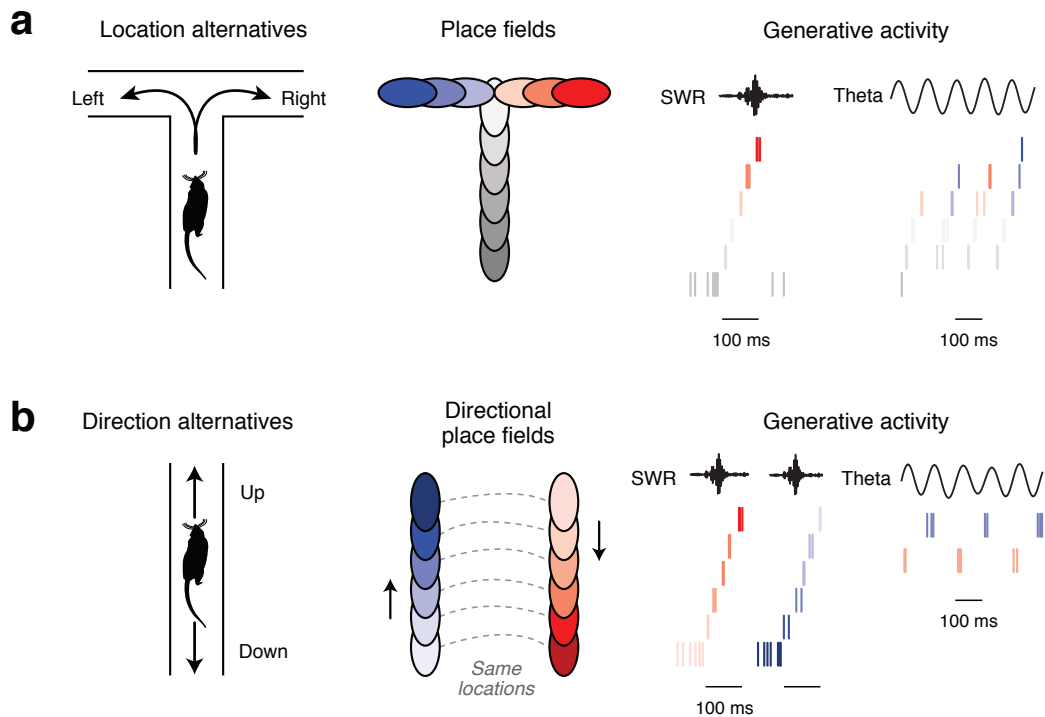 a
Location alternatives
Place fields
Generative activity
Left
Right
SWR
Theta
100 ms
100 ms
b
Direction alternatives
Directional
place fields
Generative activity
Up
Down
Same
locations
SWR
Theta
100 ms
100 ms